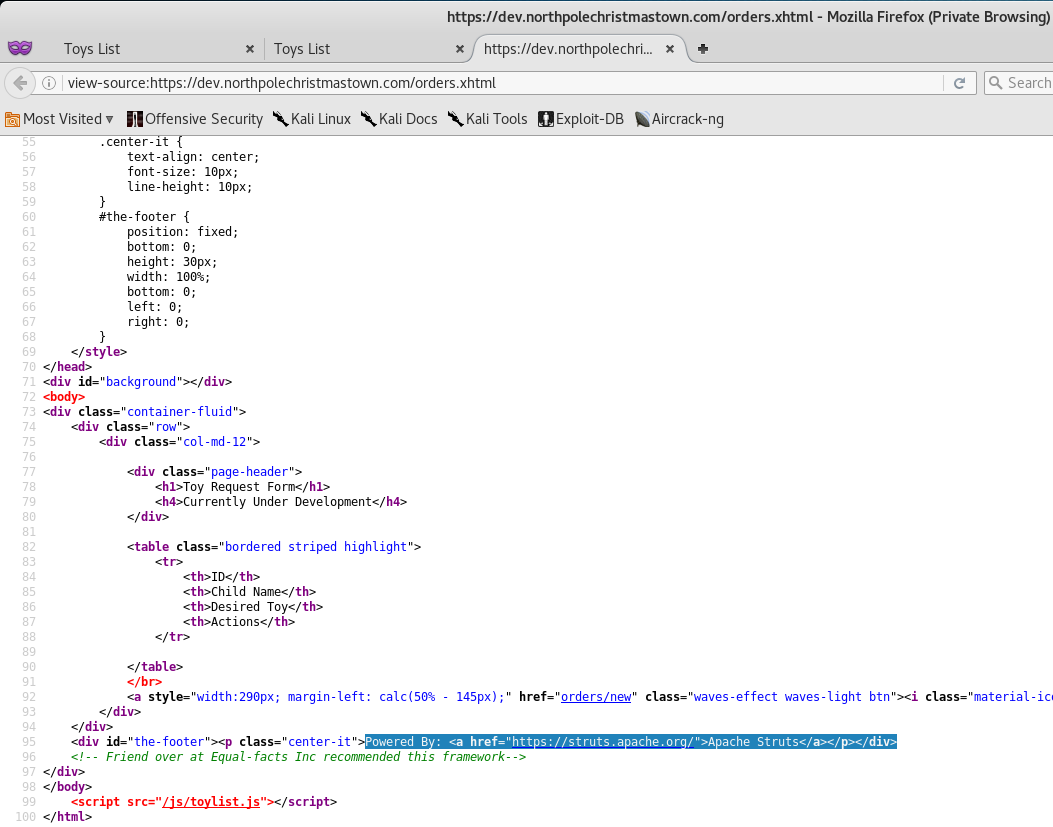 https://dev.northpolechristmastown.com/orders.xhtml - Mozilla Firefox (Private Browsing)
Toys List × Toys List × https://dev.northpolechri... ×
view-source:https://dev.northpolechristmastown.com/orders.xhtml Search
Most Visited Offensive Security Kali Linux Kali Docs Kali Tools Exploit-DB Aircrack-ng
55 .center-it {
56 text-align: center;
57 font-size: 10px;
58 line-height: 10px;
59 }
60 #the-footer {
61 position: fixed;
62 bottom: 0;
63 height: 30px;
64 width: 100%;
65 bottom: 0;
66 left: 0;
67 right: 0;
68 }
69 </style>
70 </head>
71 <div id="background"></div>
72 <body>
73 <div class="container-fluid">
74 <div class="row">
75 <div class="col-md-12">
76
77 <div class="page-header">
78 <h1>Toy Request Form</h1>
79 <h4>Currently Under Development</h4>
80 </div>
81
82 <table class="bordered striped highlight">
83 <tr>
84 <th>ID</th>
85 <th>Child Name</th>
86 <th>Desired Toy</th>
87 <th>Actions</th>
88 </tr>
89
90 </table>
91 </br>
92 <a style="width:290px; margin-left: calc(50% - 145px);" href="orders/new" class="waves-effect waves-light btn"><i class="material-ico
93 </div>
94 </div>
95 <div id="the-footer"><p class="center-it">Powered By: <a href="https://struts.apache.org/">Apache Struts</a></p></div>
96 <!-- Friend over at Equal-facts Inc recommended this framework-->
97 </div>
98 </body>
99 <script src="/js/toylist.js"></script>
100 </html>